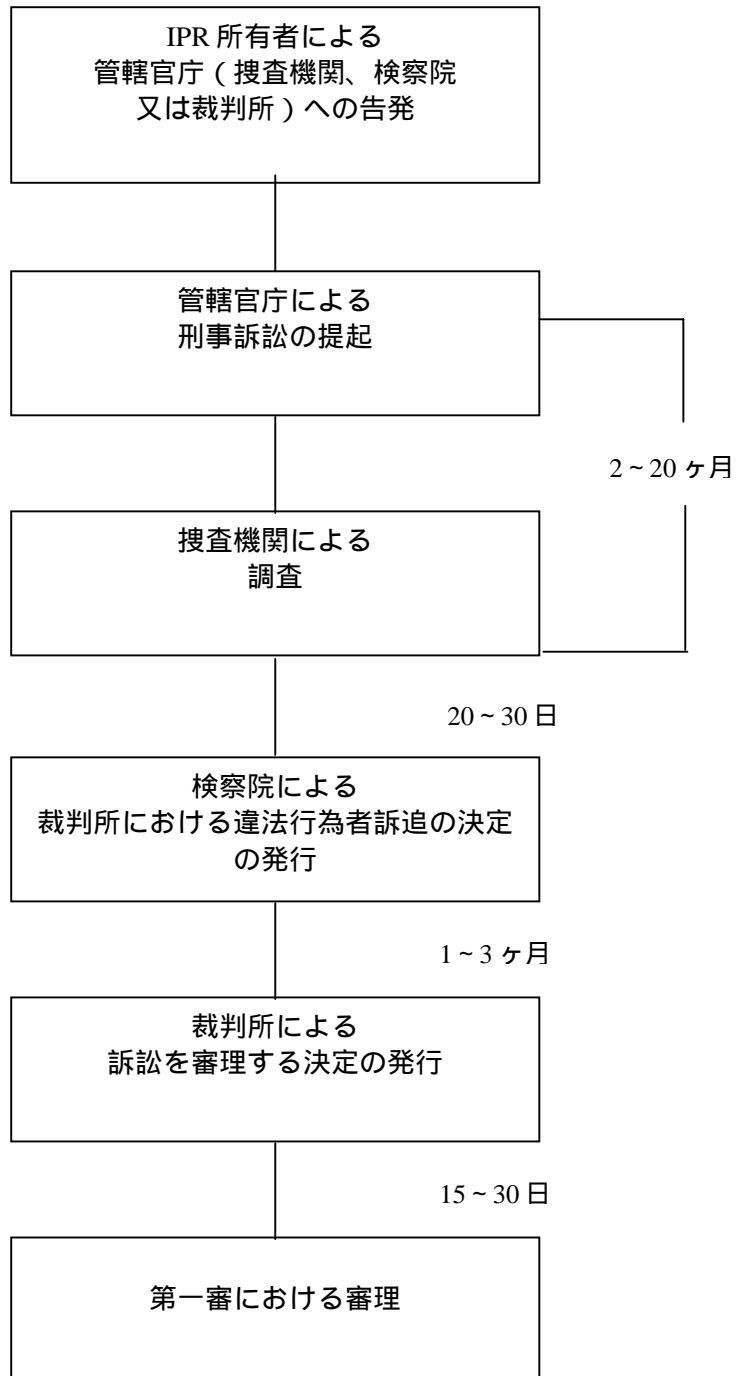 IPR 所有者による
管轄官庁（捜査機関、検察院
又は裁判所）への告発
管轄官庁による
刑事訴訟の提起
2~20 ヶ月
捜査機関による
調査
20~30 日
検察院による
裁判所における違法行為者訴追の決定
の発行
1~3 ヶ月
裁判所による
訴訟を審理する決定の発行
15~30 日
第一審における審理